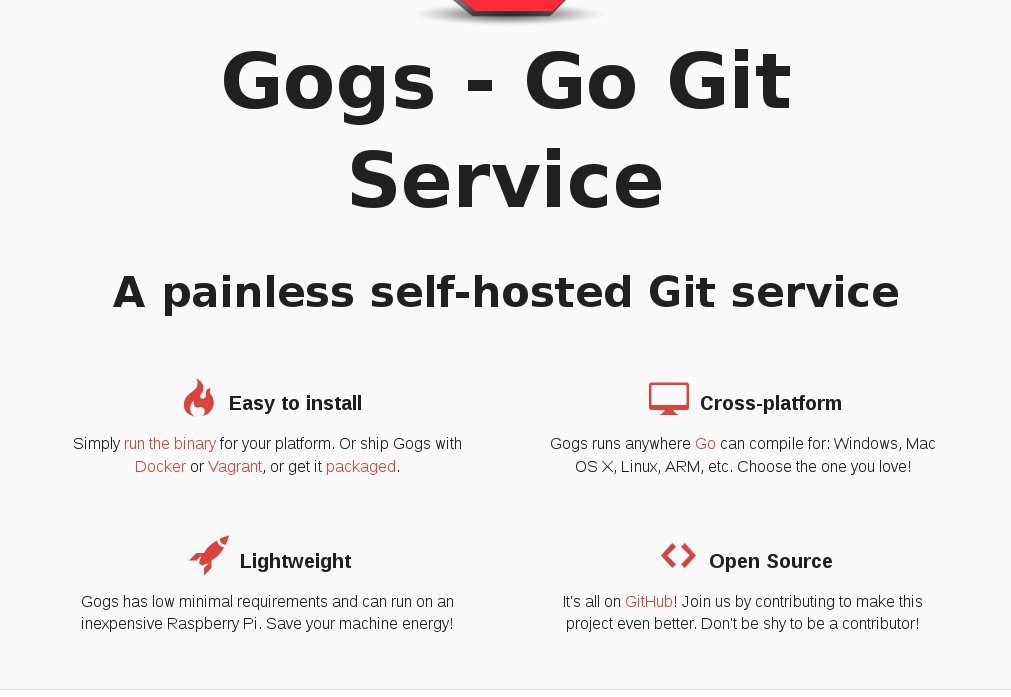 Gogs - Go Git
Service
A painless self-hosted Git service
Easy to install
Simply run the binary for your platform. Or ship Gogs with
Docker or Vagrant, or get it packaged.
Cross-platform
Gogs runs anywhere Go can compile for: Windows, Mac
OS X, Linux, ARM, etc. Choose the one you love!
Lightweight
Gogs has low minimal requirements and can run on an
inexpensive Raspberry Pi. Save your machine energy!
Open Source
It's all on GitHub! Join us by contributing to make this
project even better. Don't be shy to be a contributor!